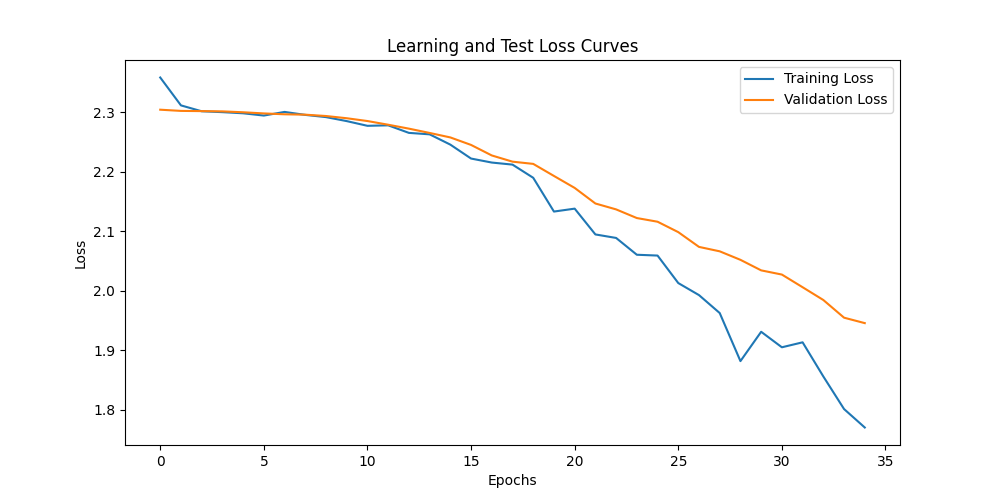 Learning and Test Loss Curves
Training Loss
Validation Loss
2.3
2.2
2.1
2.0
1.9
1.8
Loss
0 5 10 15 20 25 30 35
Epochs